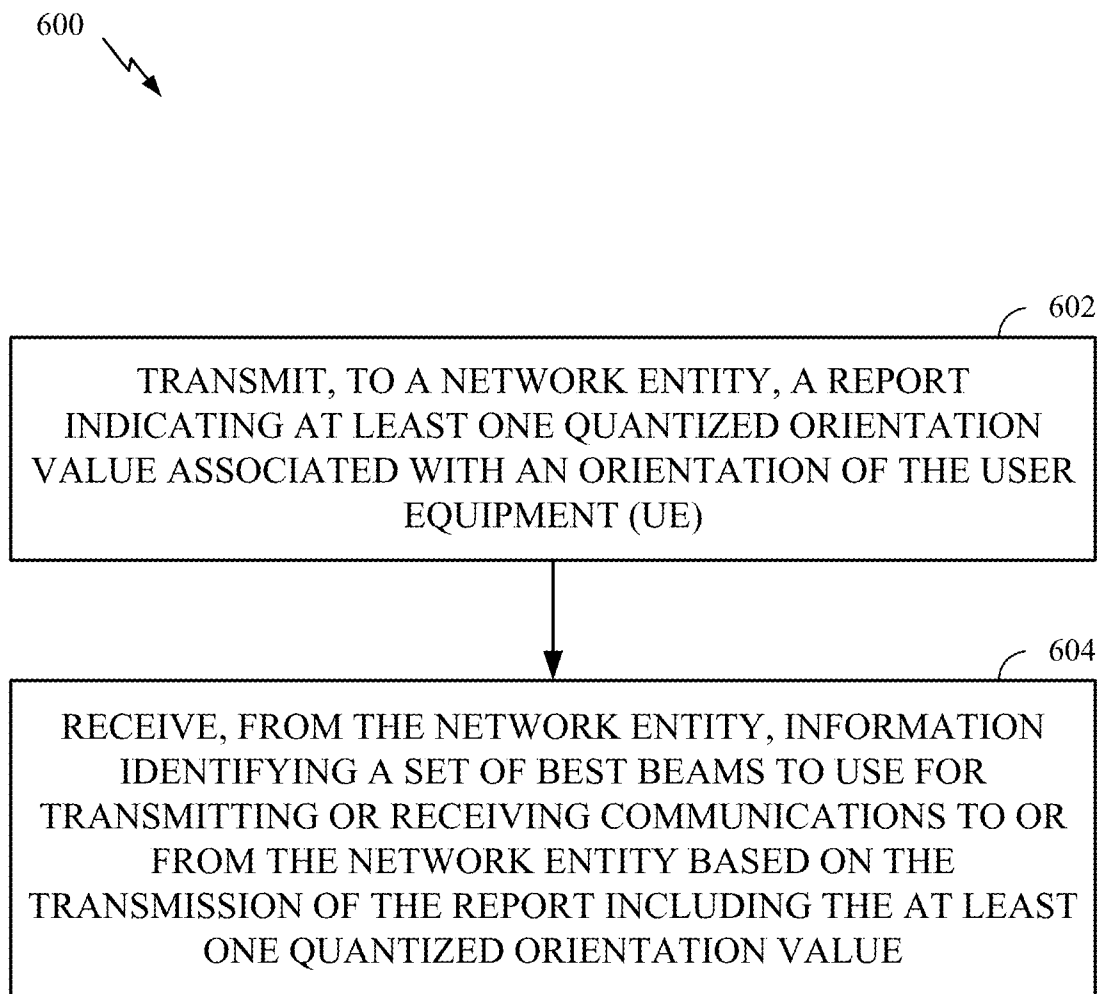 600
602
TRANSMIT, TO A NETWORK ENTITY, A REPORT
INDICATING AT LEAST ONE QUANTIZED ORIENTATION
VALUE ASSOCIATED WITH AN ORIENTATION OF THE USER
EQUIPMENT (UE)
604
RECEIVE, FROM THE NETWORK ENTITY, INFORMATION
IDENTIFYING A SET OF BEST BEAMS TO USE FOR
TRANSMITTING OR RECEIVING COMMUNICATIONS TO OR
FROM THE NETWORK ENTITY BASED ON THE
TRANSMISSION OF THE REPORT INCLUDING THE AT LEAST
ONE QUANTIZED ORIENTATION VALUE